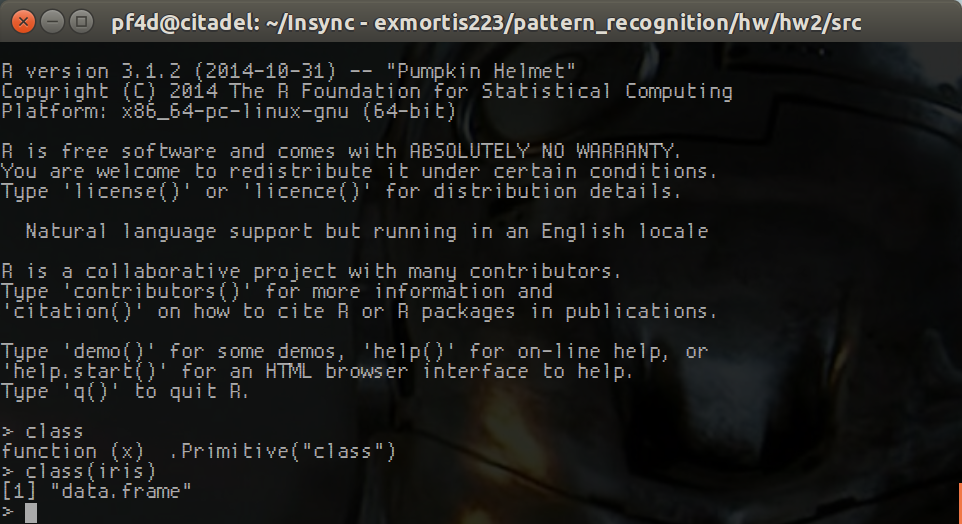 pf4d@citadel: ~/Insync - exmortis223/pattern_recognition/hw/hw2/src
R version 3.1.2 (2014-10-31) -- "Pumpkin Helmet"
Copyright (C) 2014 The R Foundation for Statistical Computing
Platform: x86_64-pc-linux-gnu (64-bit)
R is free software and comes with ABSOLUTELY NO WARRANTY.
You are welcome to redistribute it under certain conditions.
Type 'license()' or 'licence()' for distribution details.
Natural language support but running in an English locale
R is a collaborative project with many contributors.
Type 'contributors()' for more information and
'citation()' on how to cite R or R packages in publications.
Type 'demo()' for some demos, 'help()' for on-line help, or
'help.start()' for an HTML browser interface to help.
Type 'q()' to quit R.
> class
function (x)  .Primitive("class")
> class(iris)
[1] "data.frame"
>